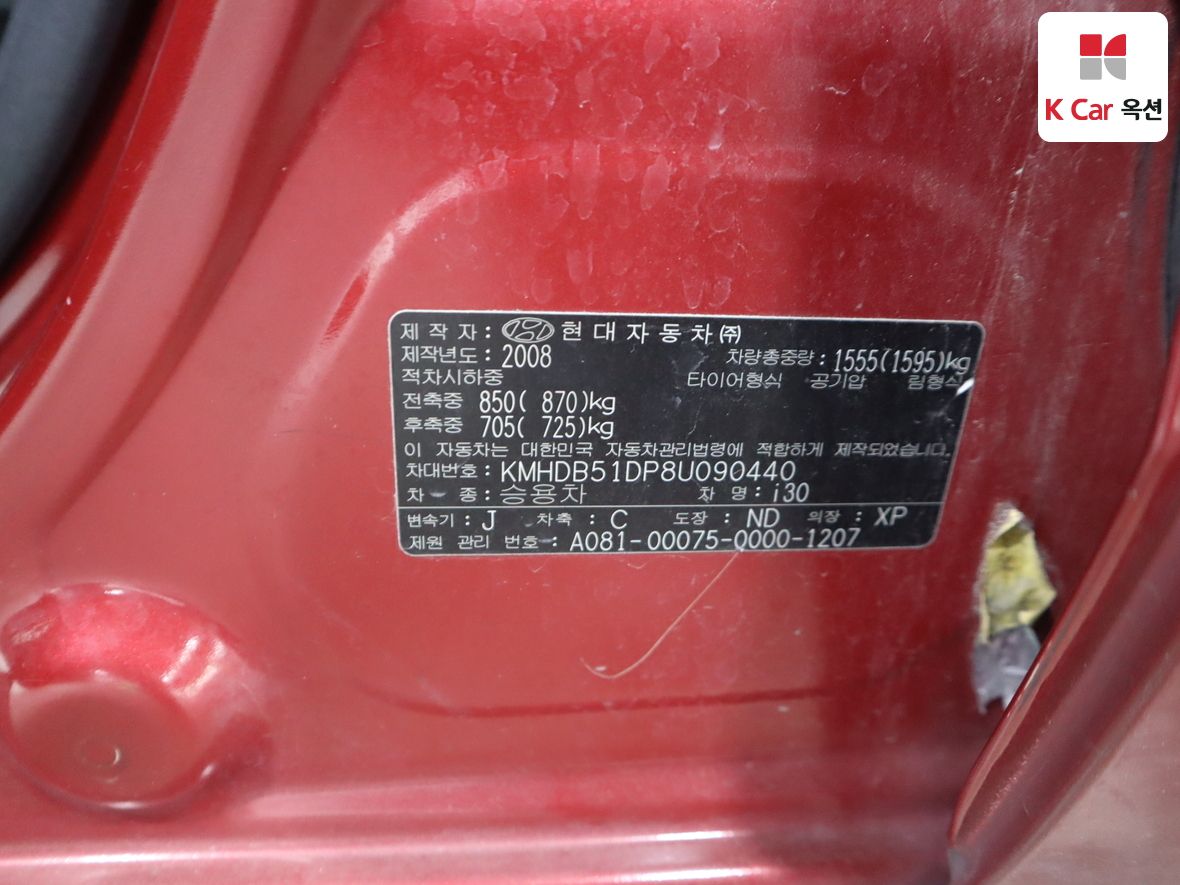 K Car 옥션
제 작 자 : 현 대 자 동 차 ㈜
제작년도 : 2008 차량총중량 : 1555(1595)kg
적차시하중 타이어형식 공기압 림형식
전축중 850( 870)kg
후축중 705( 725)kg
이 자동차는 대한민국 자동차관리법령에 적합하게 제작되었습니다.
차대번호 : KMHDB51DP8U090440
차 종 : 승용차 차 명 : i30
변속기 : J 차축 : C 도장 : ND 의장 : XP
제원 관리 번호 : A081-00075-0000-1207